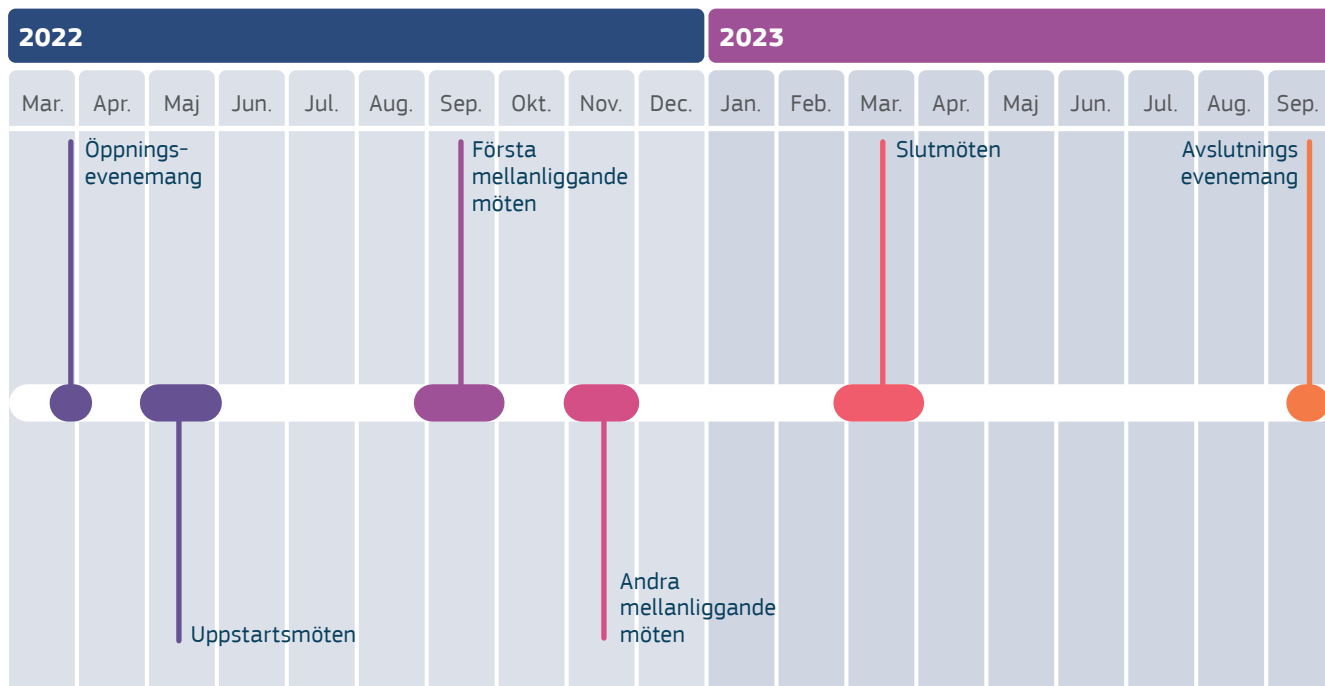 2022
2023
Mar. Apr. Maj Jun. Jul. Aug. Sep. Okt. Nov. Dec. Jan. Feb. Mar. Apr. Maj Jun. Jul. Aug. Sep.
Öppnings-
evenemang
Första
mellanliggande
möten
Slutmöten
Avslutnings
evenemang
Uppstartsmöten
Andra
mellanliggande
möten